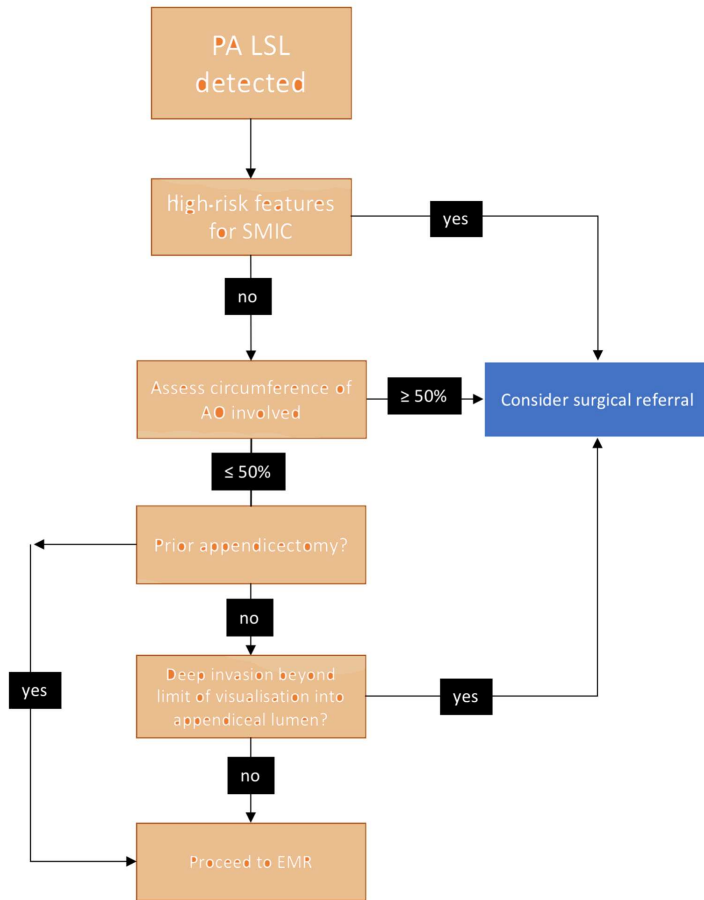 PA LSL
detected
High-risk features
for SMIC
yes
no
Assess circumference of
AO involved
≥ 50%
Consider surgical referral
≤ 50%
Prior appendicectomy?
no
Deep invasion beyond
limit of visualisation into
appendiceal lumen?
yes
yes
no
Proceed to EMR